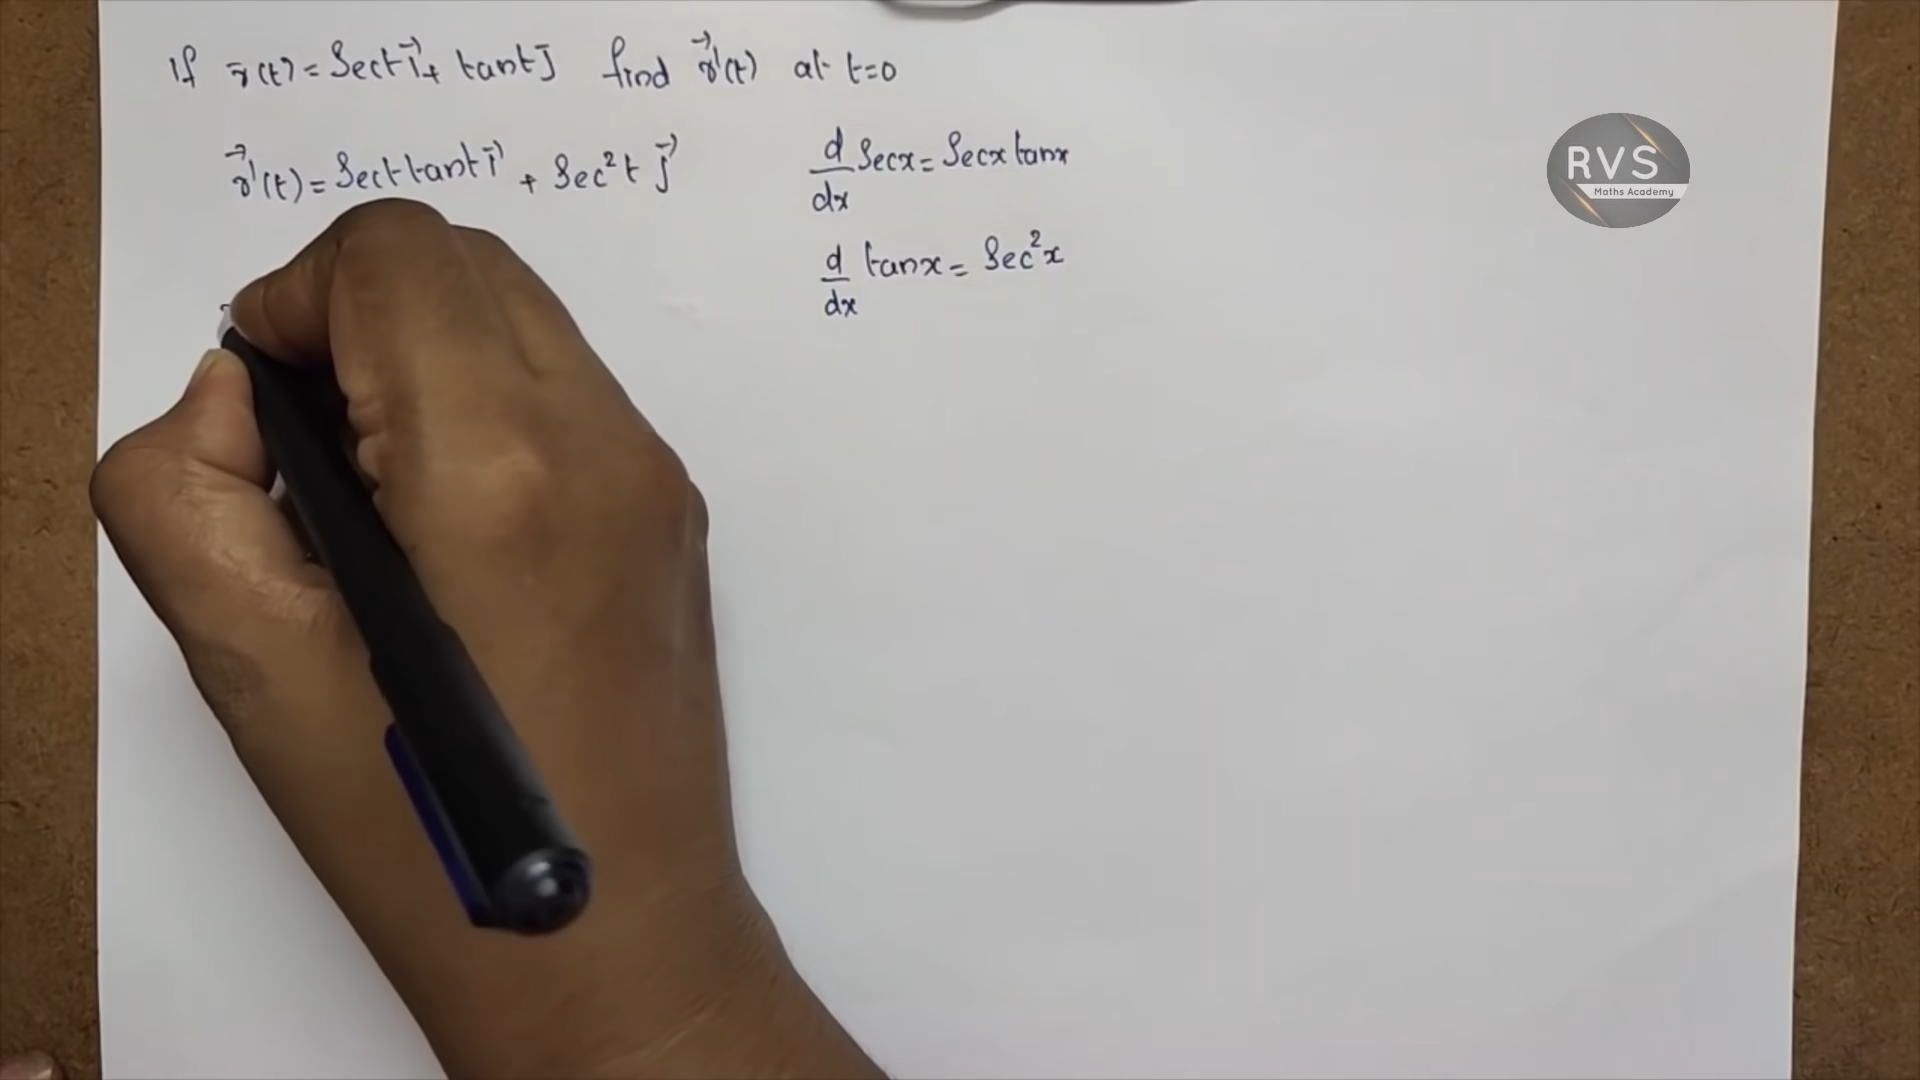 If r̄(t) = Sect i⃗ + tant j find r⃗'(t) at t=0
r⃗'(t) = Sect tant i⃗ + Sec²t j⃗
d/dx Secx = Secx tanx
d/dx tanx = Sec²x
RVS
Maths Academy